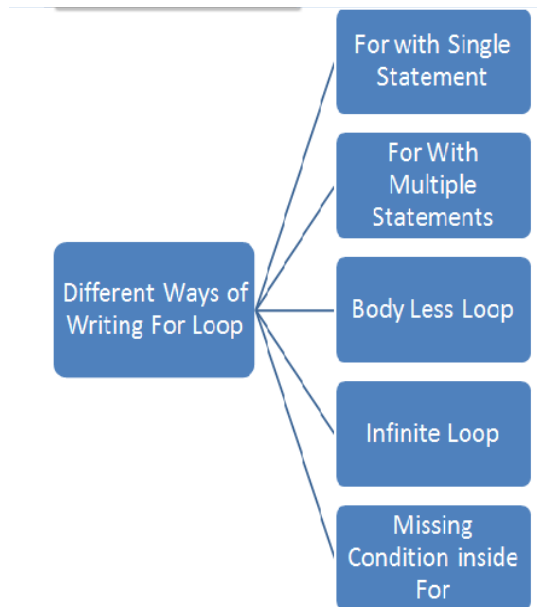 For with Single
Statement
For With
Multiple
Statements
Different Ways of
Writing For Loop
Body Less Loop
Infinite Loop
Missing
Condition inside
For